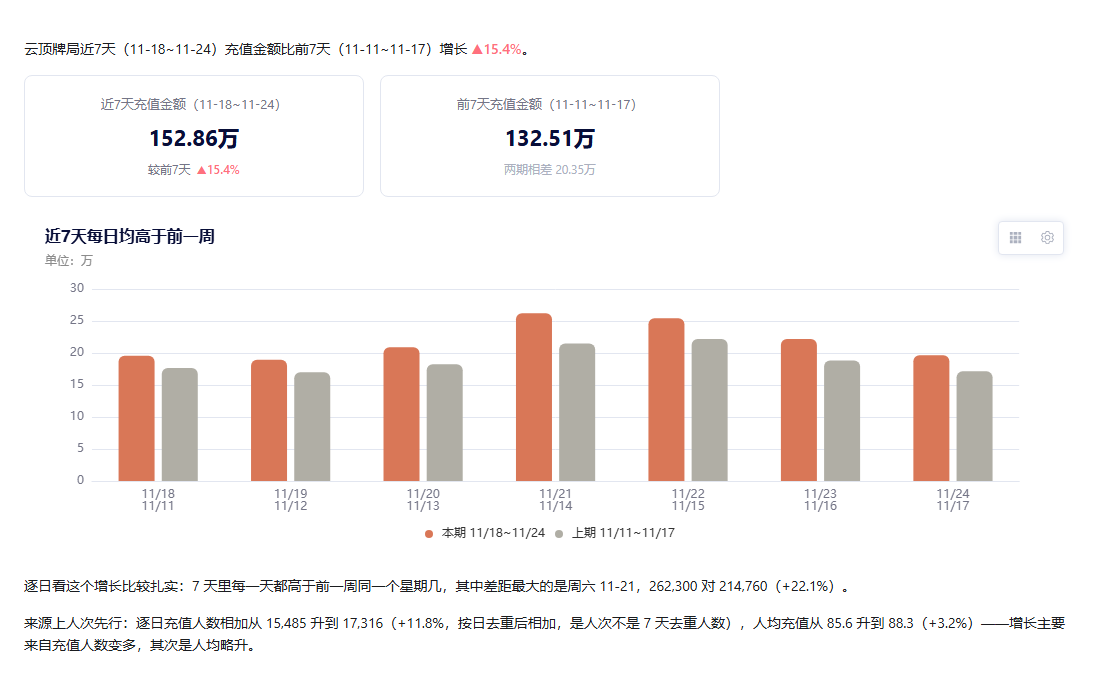 云顶牌局近7天（11-18~11-24）充值金额比前7天（11-11~11-17）增长 ▲15.4%。
近7天充值金额（11-18~11-24）
152.86万
较前7天 ▲15.4%
前7天充值金额（11-11~11-17）
132.51万
两期相差 20.35万
近7天每日均高于前一周
单位：万
30
25
20
15
10
5
0
11/18 11/19 11/20 11/21 11/22 11/23 11/24
11/11 11/12 11/13 11/14 11/15 11/16 11/17
本期 11/18~11/24 上期 11/11~11/17
逐日看这个增长比较扎实：7 天里每一天都高于前一周同一个星期几，其中差距最大的是周六 11-21，262,300 对 214,760（+22.1%）。
来源上人次先行：逐日充值人数相加从 15,485 升到 17,316（+11.8%，按日去重后相加，是人次不是 7 天去重人数），人均充值从 85.6 升到 88.3（+3.2%）——增长主要
来自充值人数变多，其次是人均略升。